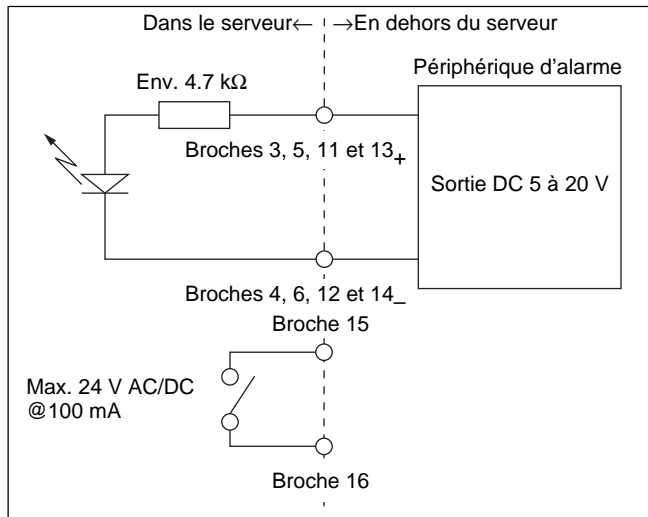 Dans le serveur← →En dehors du serveur
Périphérique d'alarme
Env. 4.7 kΩ
Broches 3, 5, 11 et 13+
Sortie DC 5 à 20 V
Broches 4, 6, 12 et 14–
Broche 15
Max. 24 V AC/DC
@100 mA
Broche 16